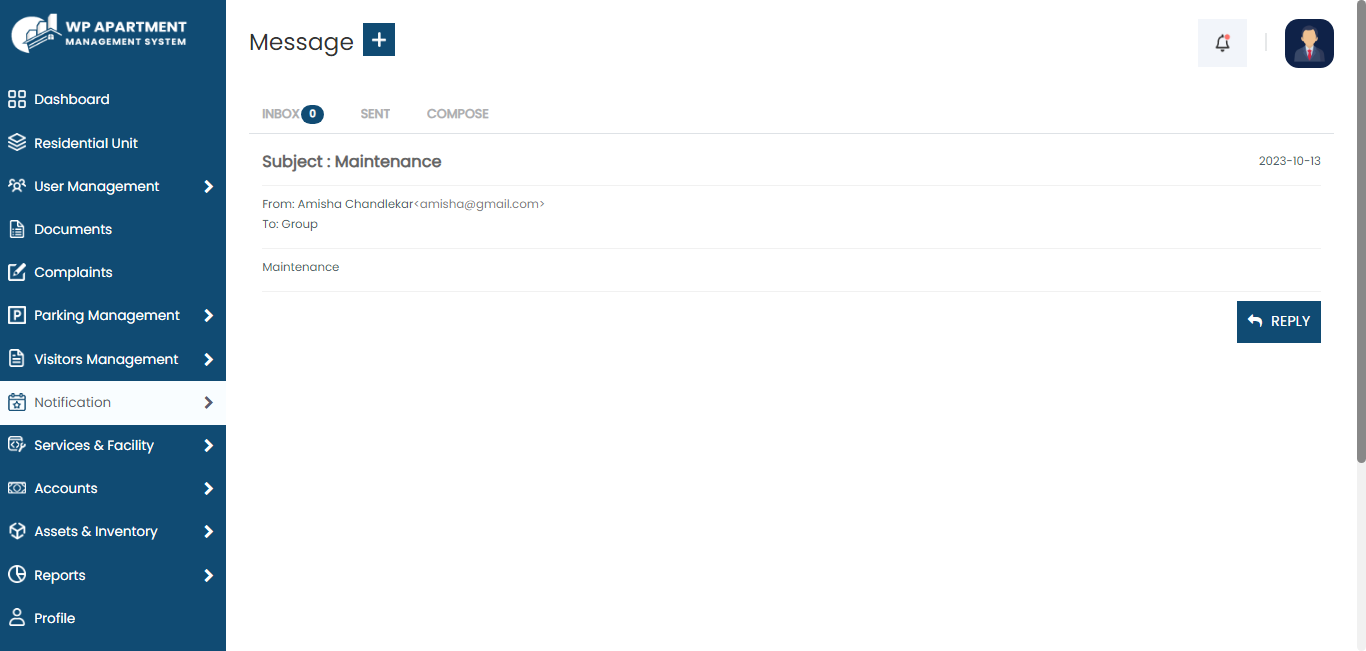 WP APARTMENT
MANAGEMENT SYSTEM
Dashboard
Residential Unit
User Management
Documents
Complaints
Parking Management
Visitors Management
Notification
Services & Facility
Accounts
Assets & Inventory
Reports
Profile
Message
INBOX 0 SENT COMPOSE
Subject : Maintenance 2023-10-13
From: Amisha Chandlekar<amisha@gmail.com>
To: Group
Maintenance
REPLY